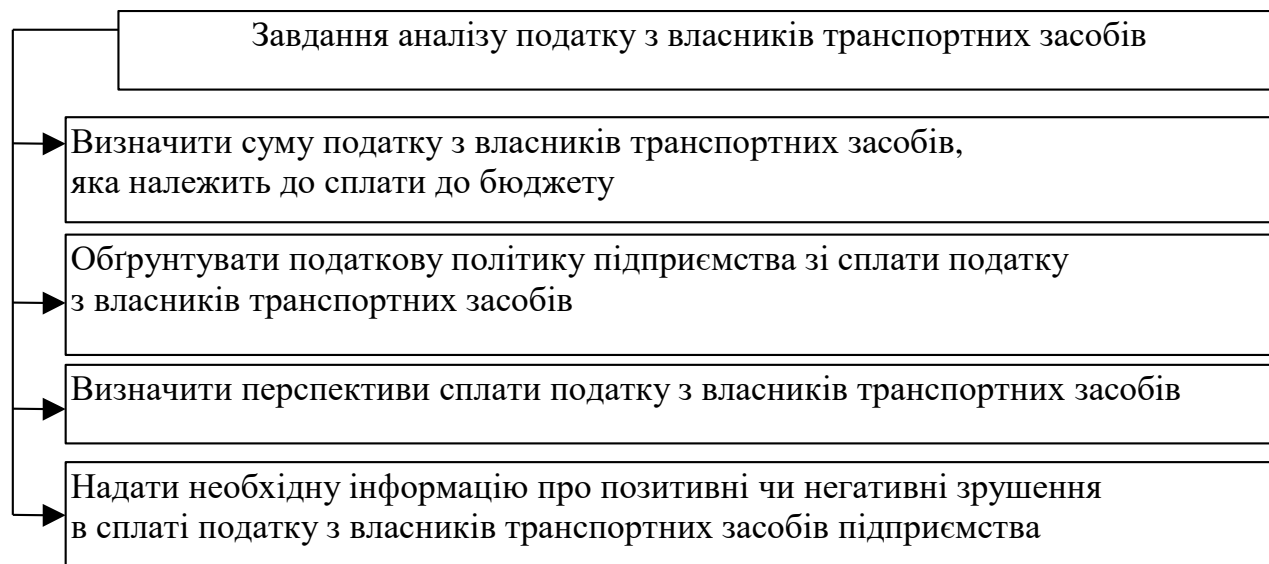 Завдання аналізу податку з власників транспортних засобів
Визначити суму податку з власників транспортних засобів,
яка належить до сплати до бюджету
Обґрунтувати податкову політику підприємства зі сплати податку
з власників транспортних засобів
Визначити перспективи сплати податку з власників транспортних засобів
Надати необхідну інформацію про позитивні чи негативні зрушення
в сплаті податку з власників транспортних засобів підприємства